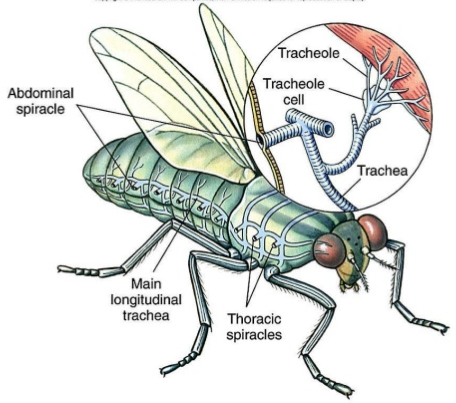 Tracheole
Tracheole
cell
Abdominal
spiracle
Trachea
Main
longitudinal
trachea
Thoracic
spiracles